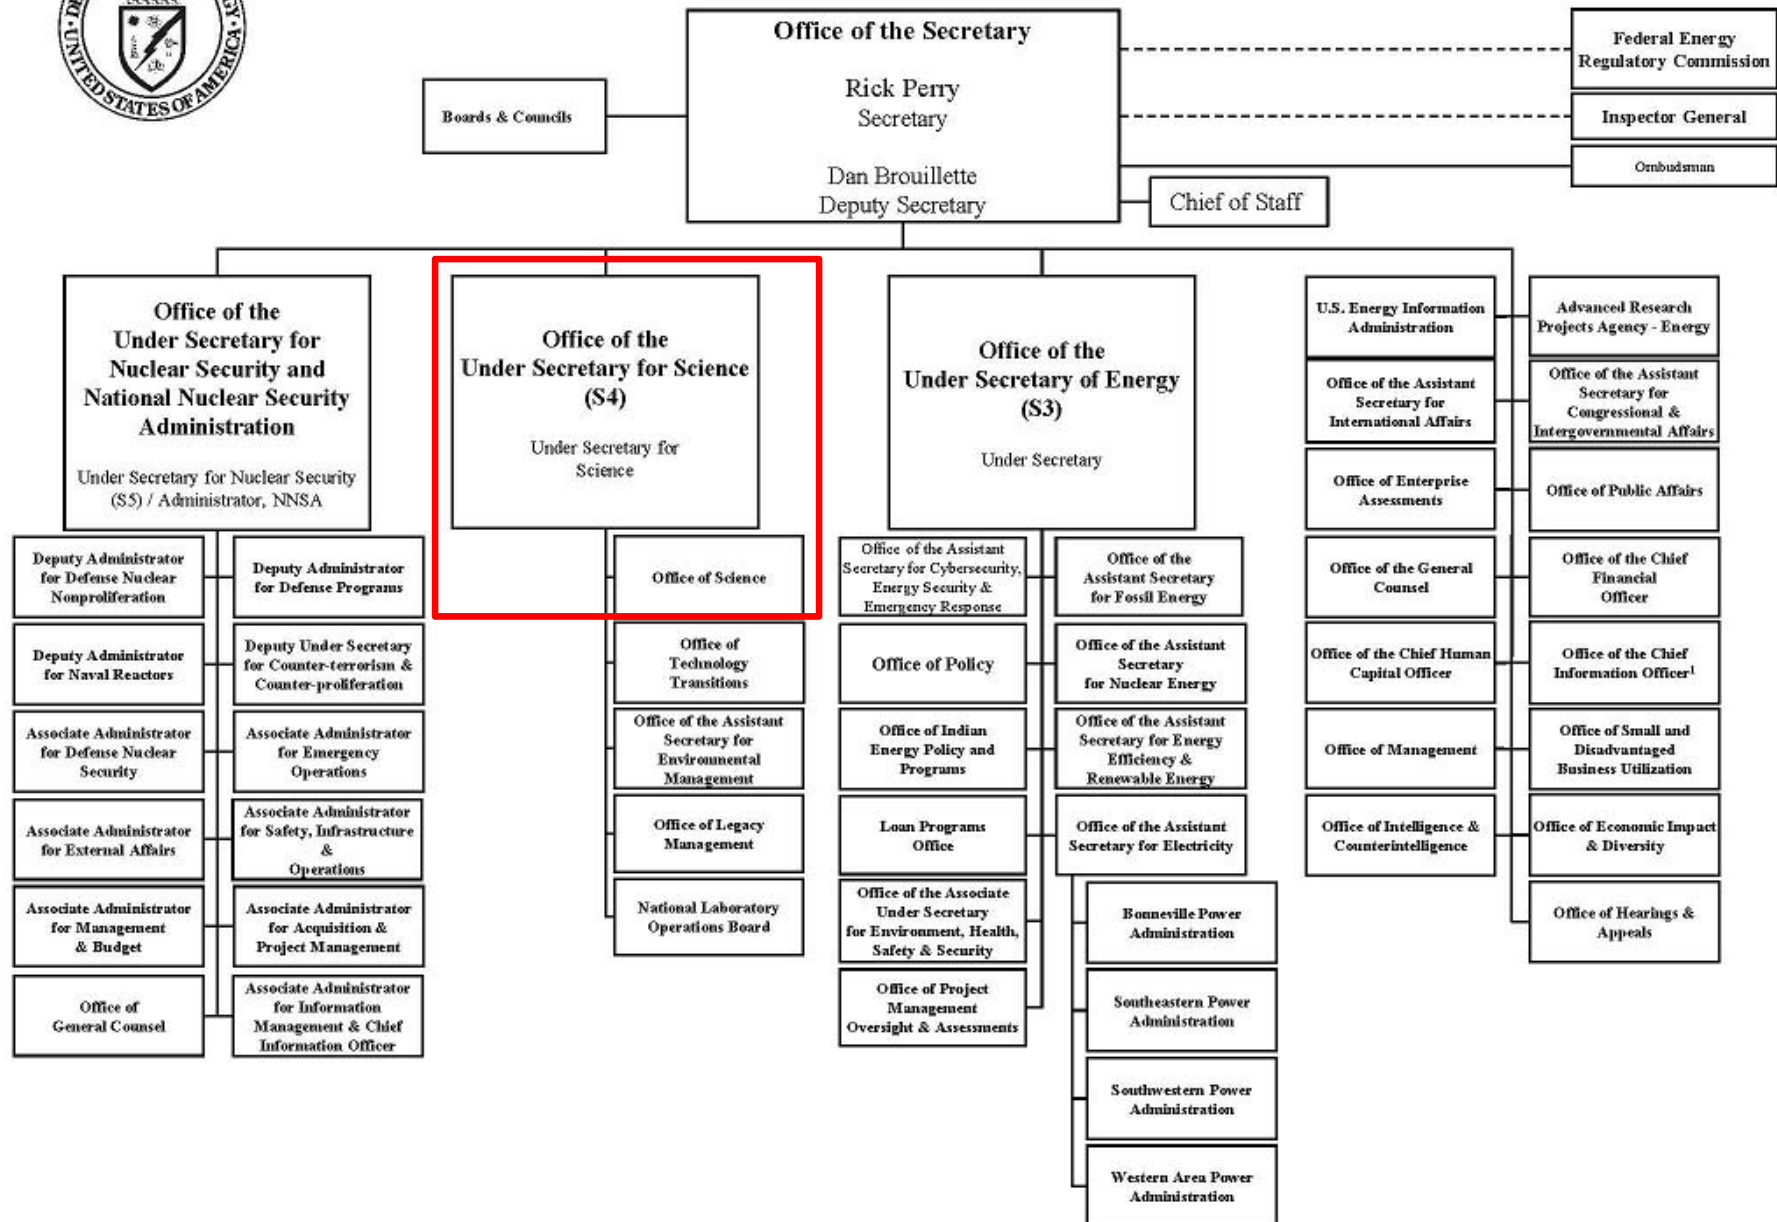 UNITED STATES OF AMERICA
Office of the Secretary
Rick Perry
Secretary
Dan Brouillette
Deputy Secretary
Boards & Councils
Federal Energy
Regulatory Commission
Inspector General
Ombudsman
Chief of Staff
Office of the
Under Secretary for
Nuclear Security and
National Nuclear Security
Administration
Under Secretary for Nuclear Security
(S5) / Administrator, NNSA
Deputy Administrator
for Defense Nuclear
Nonproliferation
Deputy Administrator
for Defense Programs
Deputy Administrator
for Naval Reactors
Deputy Under Secretary
for Counter-terrorism &
Counter-proliferation
Associate Administrator
for Defense Nuclear
Security
Associate Administrator
for Emergency
Operations
Associate Administrator
for External Affairs
Associate Administrator
for Safety, Infrastructure
&
Operations
Associate Administrator
for Management
& Budget
Associate Administrator
for Acquisition &
Project Management
Office of
General Counsel
Associate Administrator
for Information
Management & Chief
Information Officer
Office of the
Under Secretary for Science
(S4)
Under Secretary for
Science
Office of Science
Office of
Technology
Transitions
Office of the Assistant
Secretary for
Environmental
Management
Office of Legacy
Management
National Laboratory
Operations Board
Office of the
Under Secretary of Energy
(S3)
Under Secretary
Office of the Assistant
Secretary for Cybersecurity,
Energy Security &
Emergency Response
Office of the
Assistant Secretary
for Fossil Energy
Office of Policy
Office of the Assistant
Secretary
for Nuclear Energy
Office of Indian
Energy Policy and
Programs
Office of the Assistant
Secretary for Energy
Efficiency &
Renewable Energy
Loan Programs
Office
Office of the Assistant
Secretary for Electricity
Office of the Associate
Under Secretary
for Environment, Health,
Safety & Security
Office of Project
Management
Oversight & Assessments
Bonneville Power
Administration
Southeastern Power
Administration
Southwestern Power
Administration
Western Area Power
Administration
U.S. Energy Information
Administration
Advanced Research
Projects Agency - Energy
Office of the Assistant
Secretary for
International Affairs
Office of the Assistant
Secretary for
Congressional &
Intergovernmental Affairs
Office of Enterprise
Assessments
Office of Public Affairs
Office of the General
Counsel
Office of the Chief
Financial
Officer
Office of the Chief Human
Capital Officer
Office of the Chief
Information Officer¹
Office of Management
Office of Small and
Disadvantaged
Business Utilization
Office of Intelligence &
Counterintelligence
Office of Economic Impact
& Diversity
Office of Hearings &
Appeals